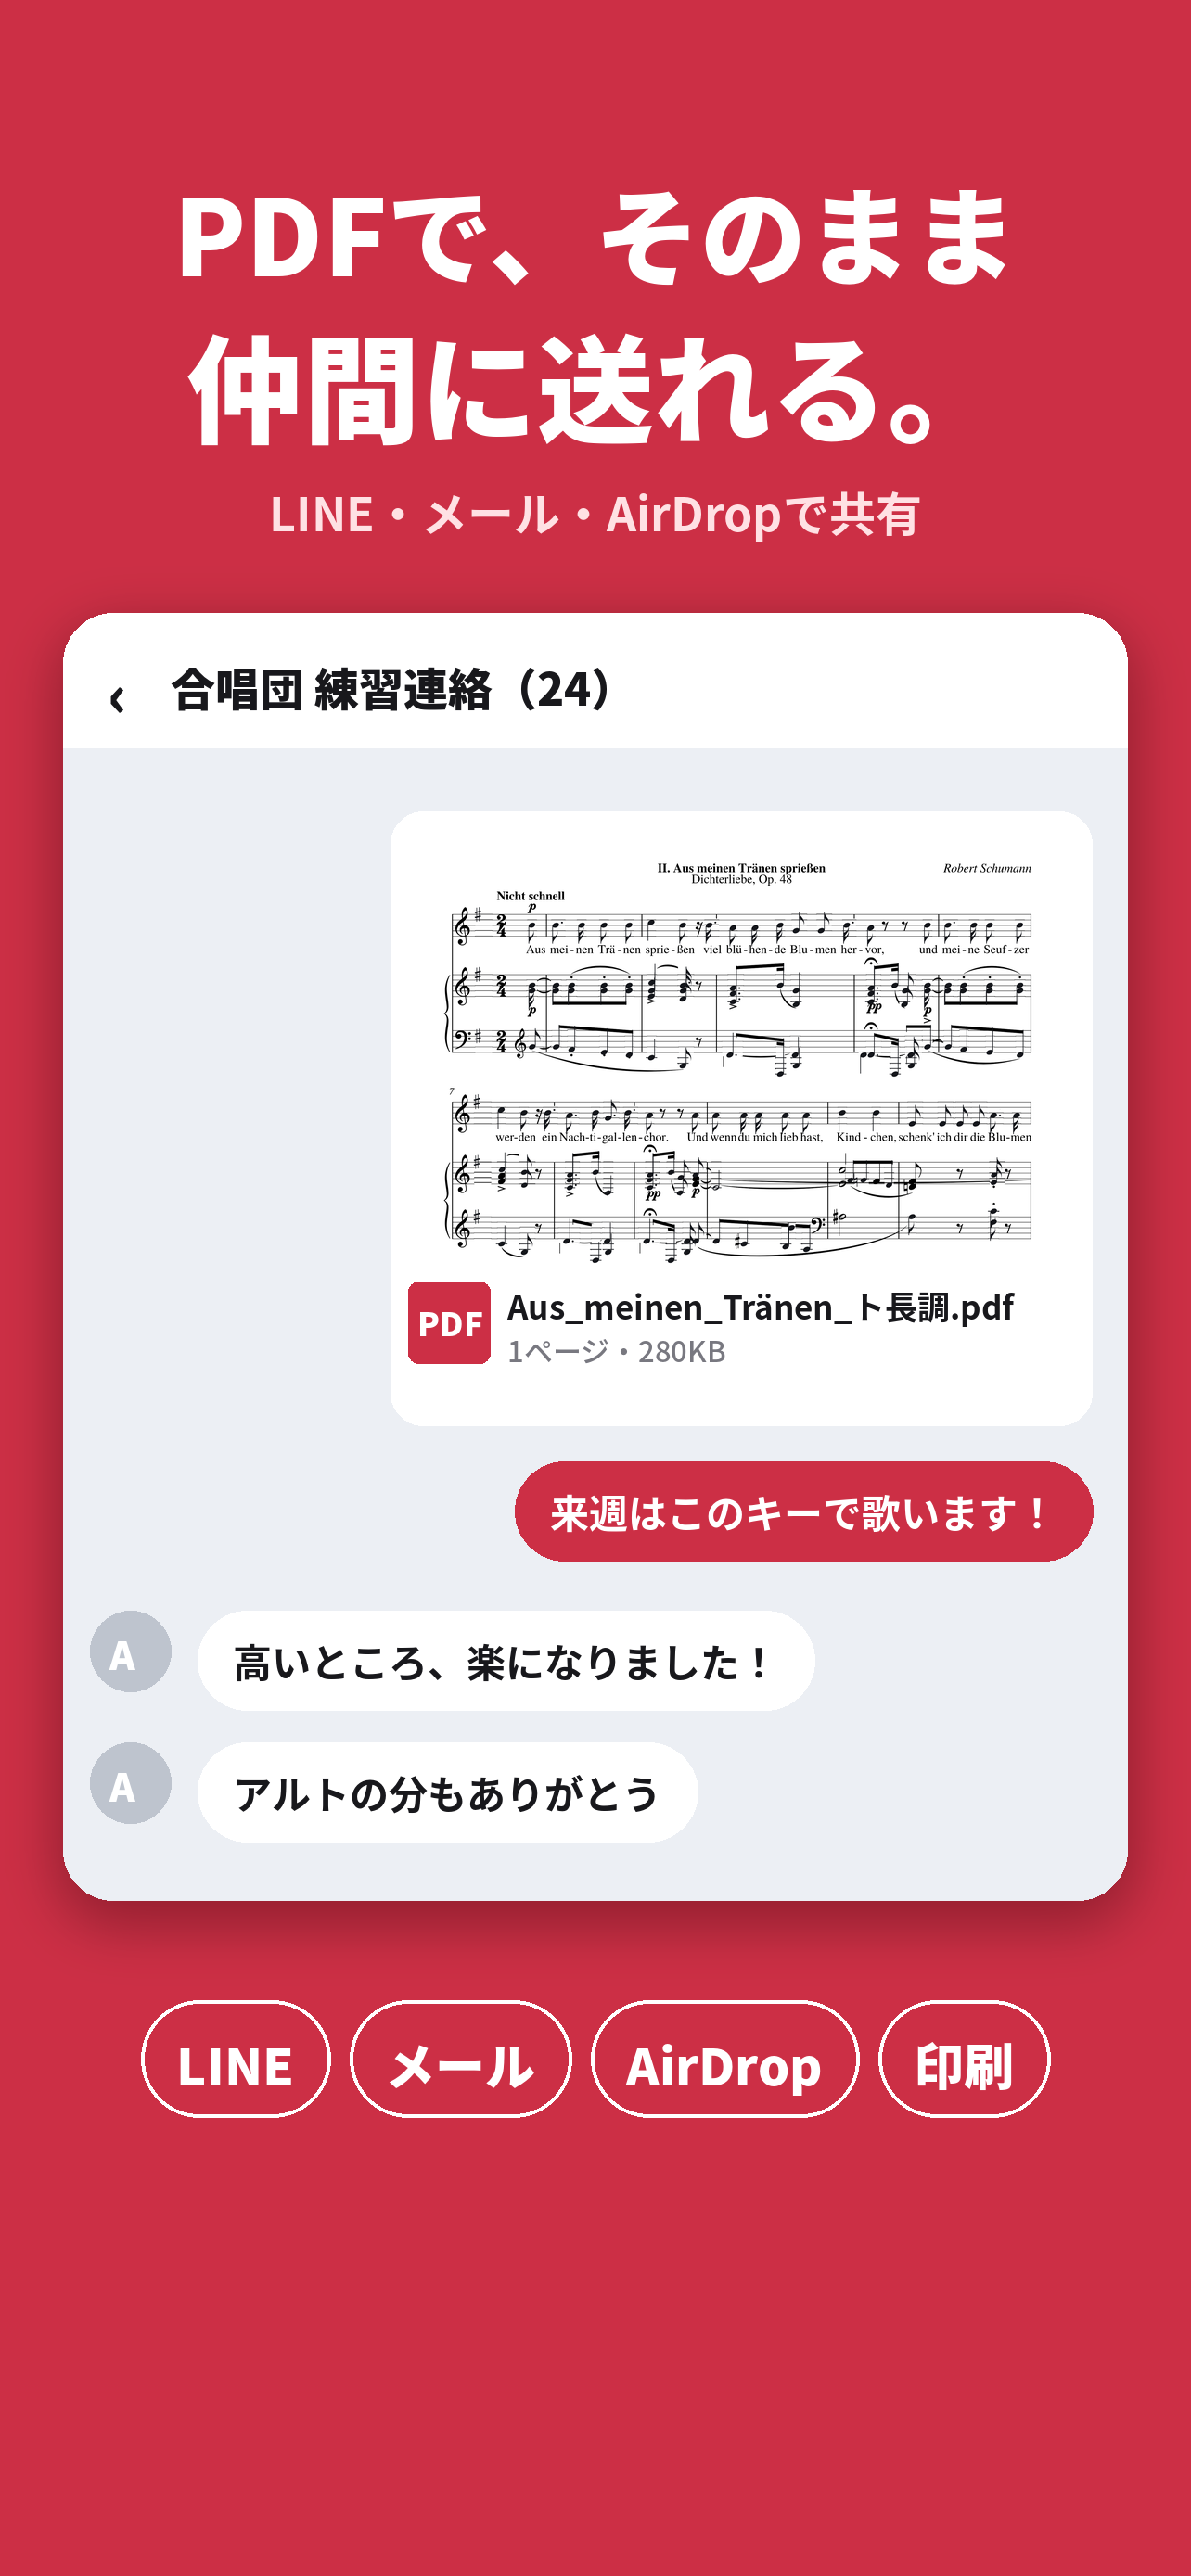 PDFで、そのまま
仲間に送れる。
LINE・メール・AirDropで共有
‹ 合唱団 練習連絡（24）
II. Aus meinen Tränen sprießen
Robert Schumann
Dichterliebe, Op. 48
Nicht schnell
p
Aus mei-nen Trä-nen sprie-ßen viel blü-hen-de Blu-men her-vor, und mei-ne Seuf-zer
p pp p
7
wer-den ein Nach-ti-gal-len-chor. Und wenn du mich lieb hast, Kind-chen, schenk' ich dir die Blu-men
pp p
PDF
Aus_meinen_Tränen_ト長調.pdf
1ページ・280KB
来週はこのキーで歌います！
A
高いところ、楽になりました！
A
アルトの分もありがとう
LINE メール AirDrop 印刷